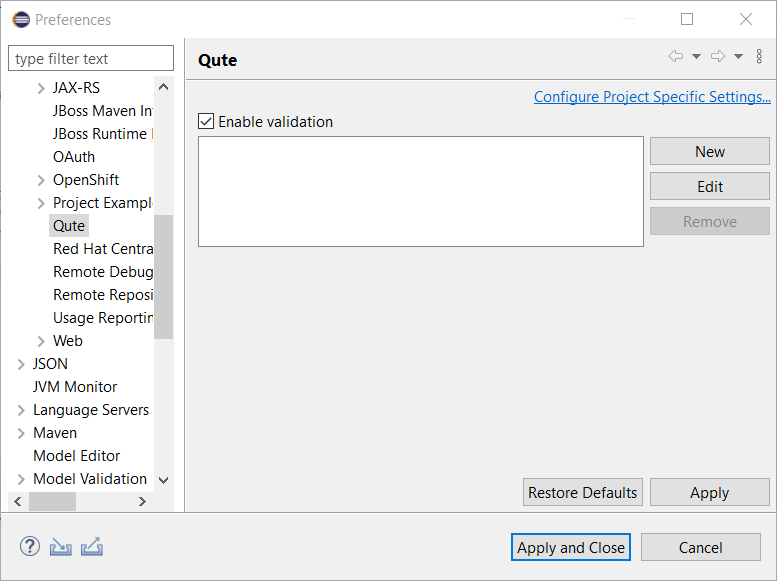 Preferences
type filter text
JAX-RS
JBoss Maven In
JBoss Runtime
OAuth
OpenShift
Project Example
Qute
Red Hat Centra
Remote Debug
Remote Reposi
Usage Reportin
Web
JSON
JVM Monitor
Language Servers
Maven
Model Editor
Model Validation
Qute
Configure Project Specific Settings...
Enable validation
New
Edit
Remove
Restore Defaults
Apply
Apply and Close
Cancel